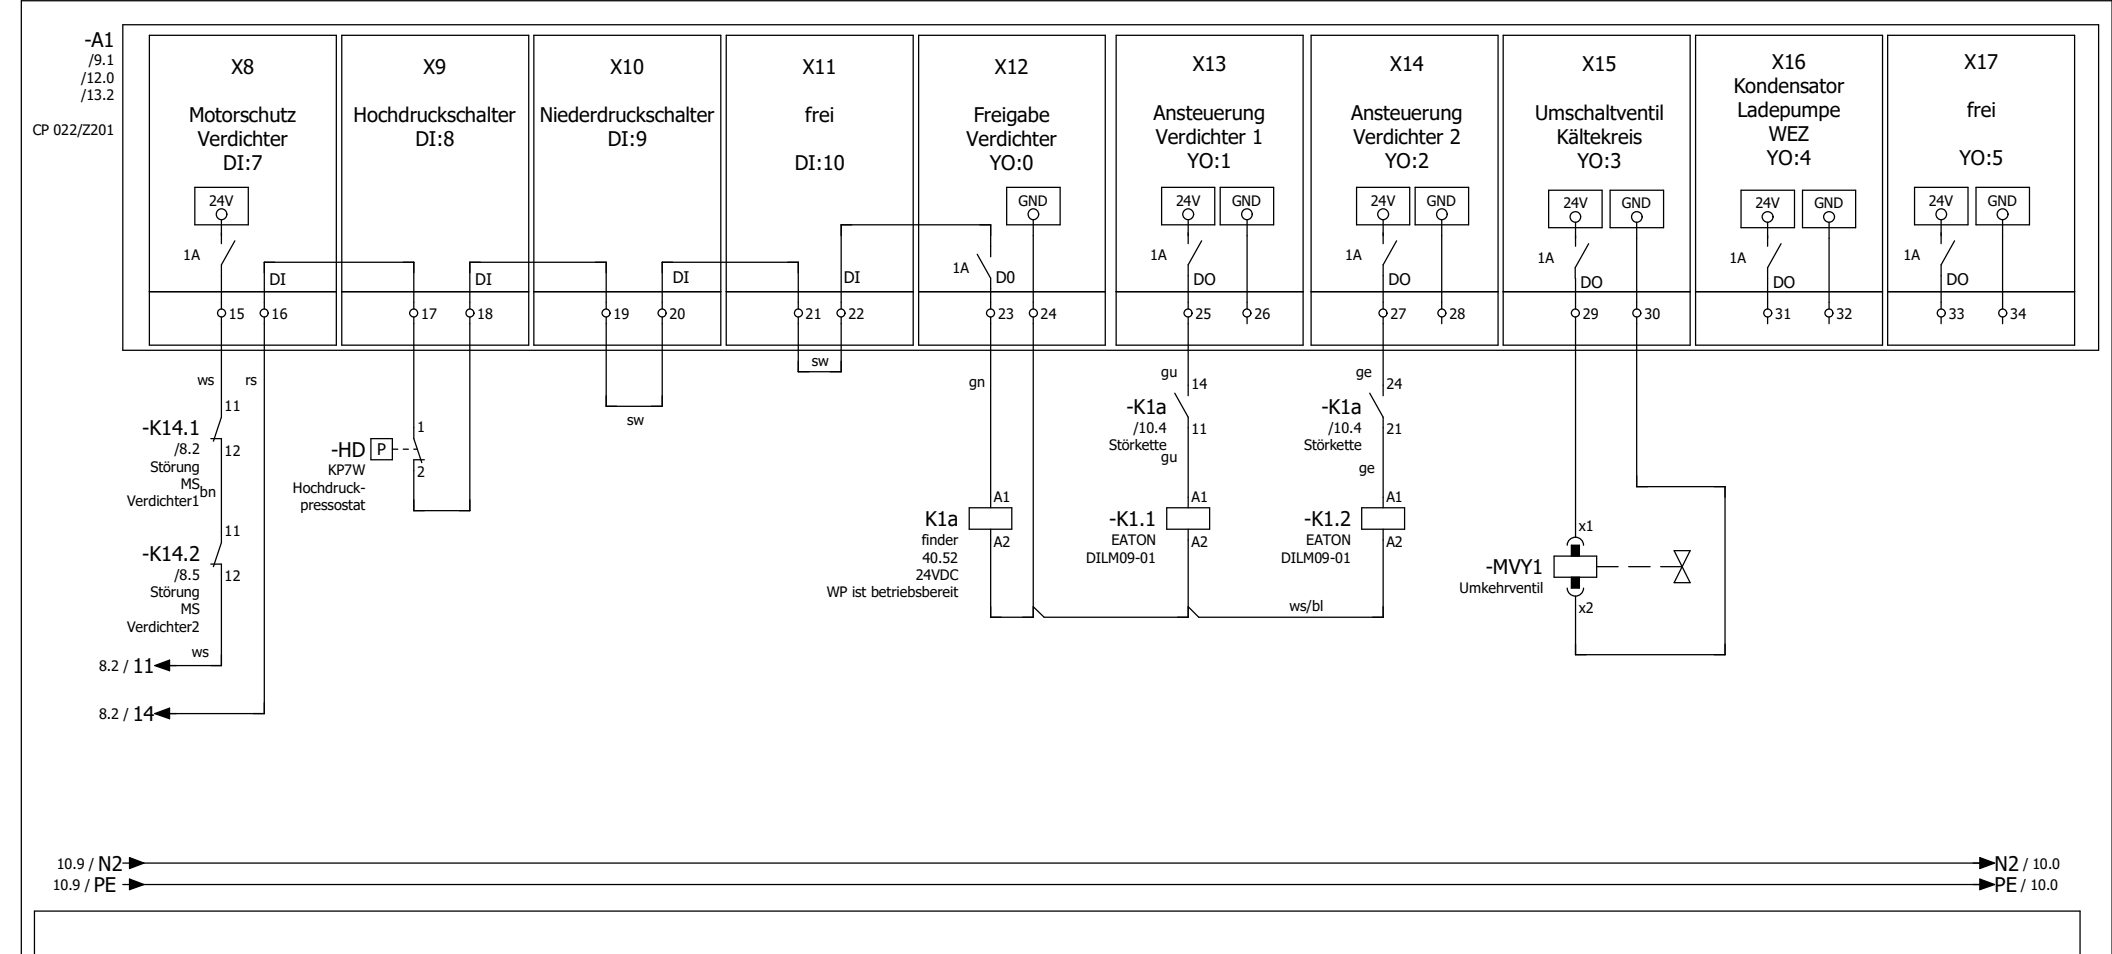 -A1
/9.1
/12.0
/13.2
CP 022/Z201
X8
Motorschutz
Verdichter
DI:7
24V
1A
DI
15
16
X9
Hochdruckschalter
DI:8
DI
17
18
X10
Niederdruckschalter
DI:9
DI
19
20
X11
frei
DI:10
DI
21
22
X12
Freigabe
Verdichter
YO:0
GND
1A
D0
23
24
X13
Ansteuerung
Verdichter 1
YO:1
24V
GND
1A
DO
25
26
X14
Ansteuerung
Verdichter 2
YO:2
24V
GND
1A
DO
27
28
X15
Umschaltventil
Kältekreis
YO:3
24V
GND
1A
DO
29
30
X16
Kondensator
Ladepumpe
WEZ
YO:4
24V
GND
1A
DO
31
32
X17
frei
YO:5
24V
GND
1A
DO
33
34
ws
rs
11
-K14.1
/8.2
12
Störung
MS
Verdichter1
bn
11
-K14.2
/8.5
12
Störung
MS
Verdichter2
ws
8.2 / 11
8.2 / 14
1
-HD
P
KP7W
2
Hochdruck-
pressostat
sw
sw
gn
A1
K1a
finder
A2
40.52
24VDC
WP ist betriebsbereit
gu
14
-K1a
/10.4
11
Störkette
gu
A1
-K1.1
EATON
A2
DILM09-01
ge
24
-K1a
/10.4
21
Störkette
ge
A1
-K1.2
EATON
A2
DILM09-01
ws/bl
x1
-MVY1
Umkehrventil
x2
10.9 / N2
N2 / 10.0
10.9 / PE
PE / 10.0